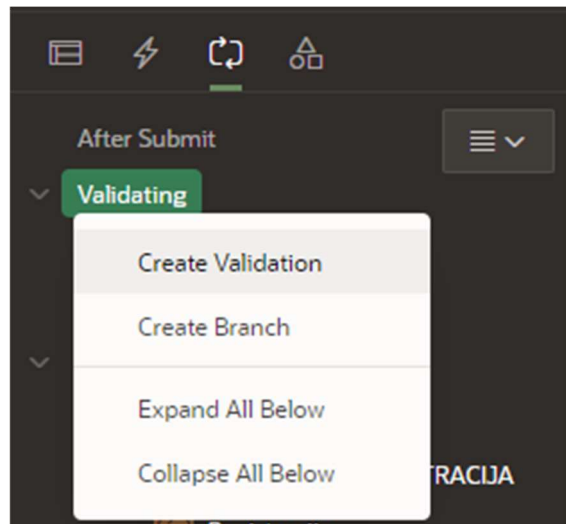 After Submit
Validating
Create Validation
Create Branch
Expand All Below
Collapse All Below
RACIJA